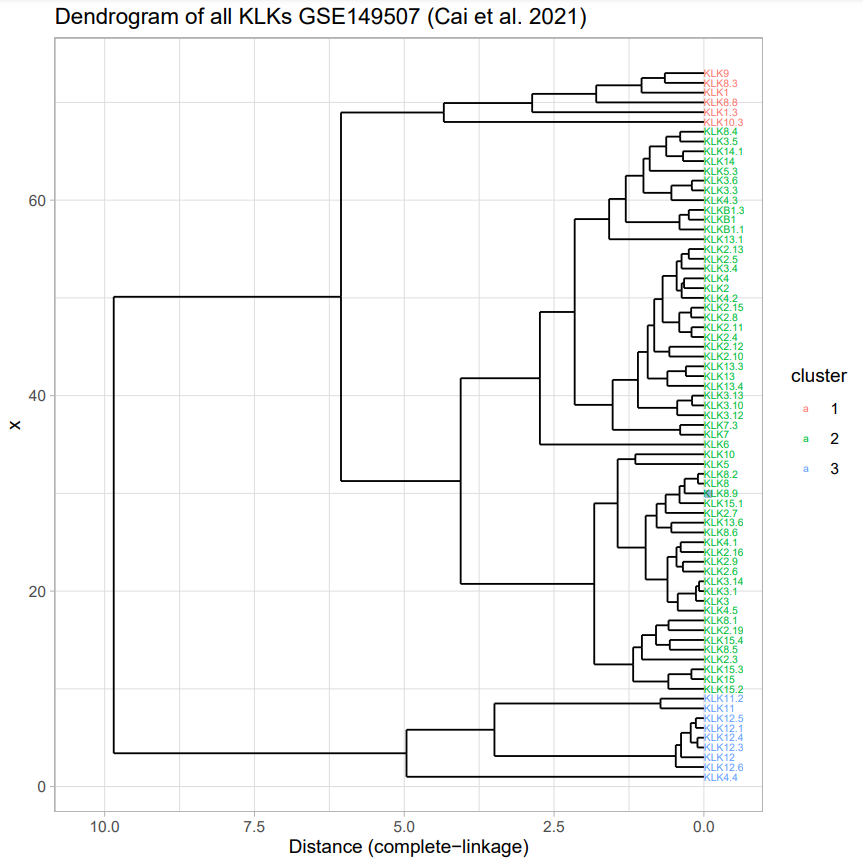 Dendrogram of all KLKs GSE149507 (Cai et al. 2021)
KLK9
KLK8.3
KLK1
KLK8.8
KLK1.3
KLK10.3
KLK8.4
KLK3.5
KLK14.1
KLK14
KLK5.3
KLK3.6
60
KLK3.3
KLK4.3
KLKB1.3
KLKB1
KLKB1.1
KLK13.1
KLK2.13
KLK2.5
KLK3.4
KLK4
KLK2
KLK4.2
KLK2.15
KLK2.8
KLK2.11
KLK2.4
KLK2.12
KLK2.10
KLK13.3
KLK13
cluster
KLK13.4
40
KLK3.13
KLK3.10
a 1
KLK3.12
x
KLK7.3
KLK7
a 2
KLK6
KLK10
KLK5
a 3
KLK8.2
KLK8
KLK8.9
KLK15.1
KLK2.7
KLK13.6
KLK8.6
KLK4.1
KLK2.16
KLK2.9
KLK2.6
KLK3.14
20
KLK3.1
KLK3
KLK4.5
KLK8.1
KLK2.19
KLK15.4
KLK8.5
KLK2.3
KLK15.3
KLK15
KLK15.2
KLK11.2
KLK11
KLK12.5
KLK12.1
KLK12.4
KLK12.3
KLK12
KLK12.6
KLK4.4
0
10.0 7.5 5.0 2.5 0.0
Distance (complete−linkage)